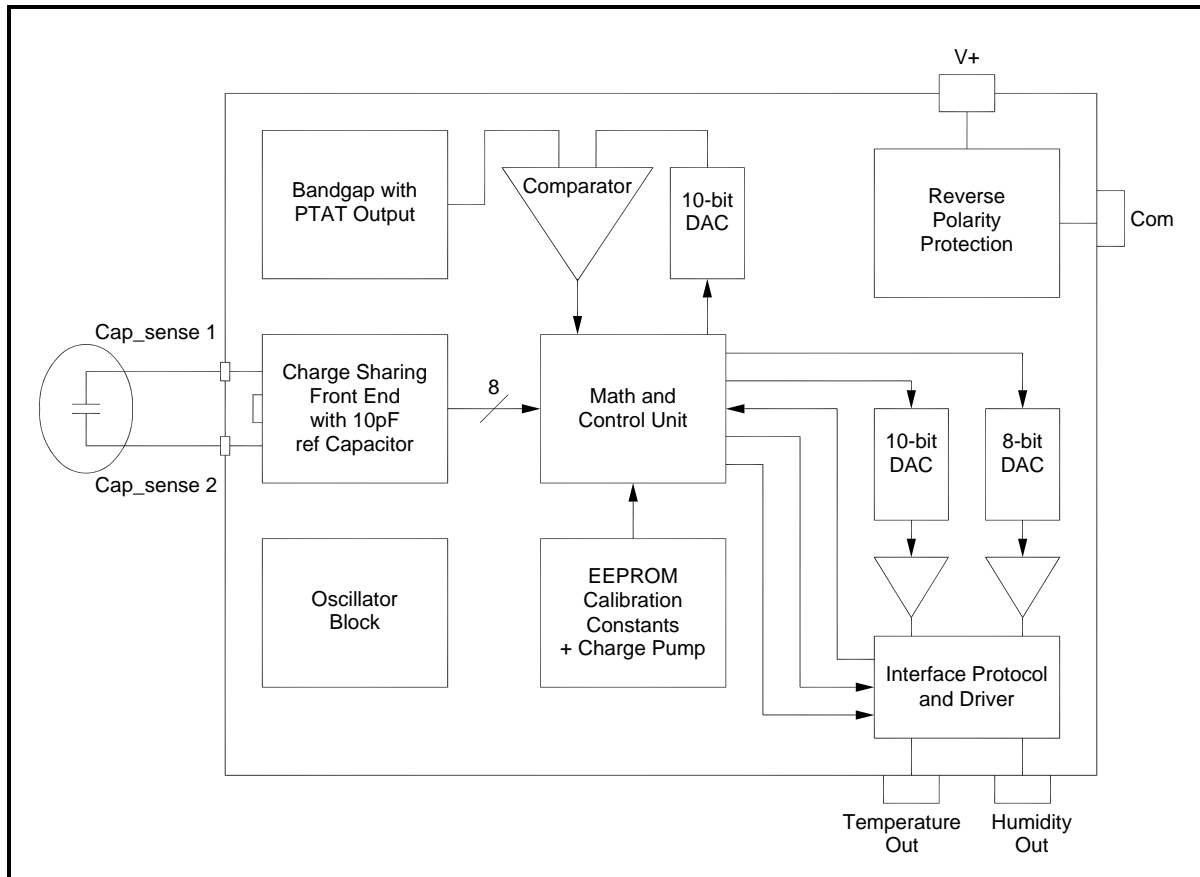 V+
Bandgap with
PTAT Output
Comparator
10-bit
DAC
Reverse
Polarity
Protection
Com
Cap_sense 1
Charge Sharing
Front End
with 10pF
ref Capacitor
8
Math and
Control Unit
10-bit
DAC
8-bit
DAC
Cap_sense 2
Oscillator
Block
EEPROM
Calibration
Constants
+ Charge Pump
Interface Protocol
and Driver
Temperature
Out
Humidity
Out